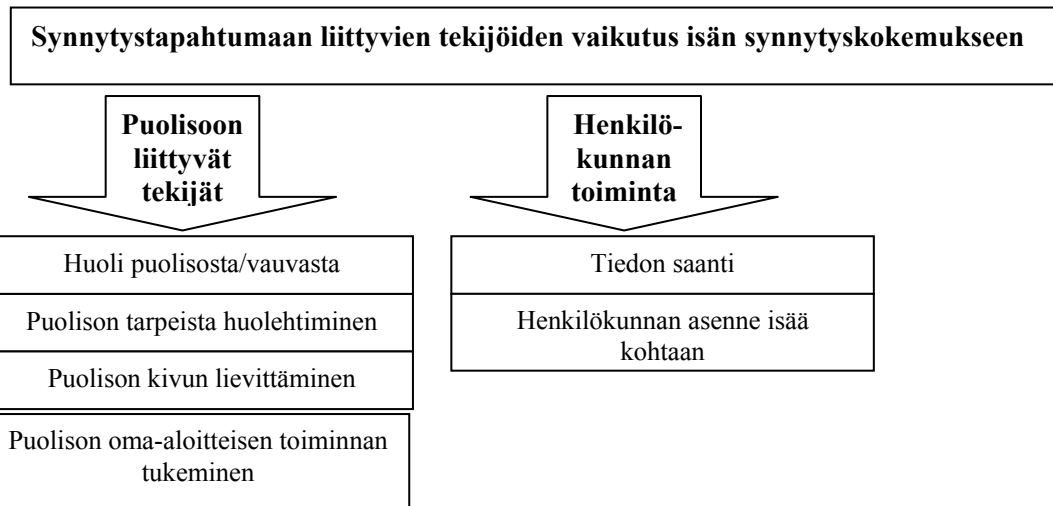 Synnytystapahtumaan liittyvien tekijöiden vaikutus isän synnytyskokemukseen
Puolisoon
liittyvät
tekijät
Huoli puolisosta/vauvasta
Puolison tarpeista huolehtiminen
Puolison kivun lievittäminen
Puolison oma-aloitteisen toiminnan
tukeminen
Henkilö-
kunnan
toiminta
Tiedon saanti
Henkilökunnan asenne isää
kohtaan